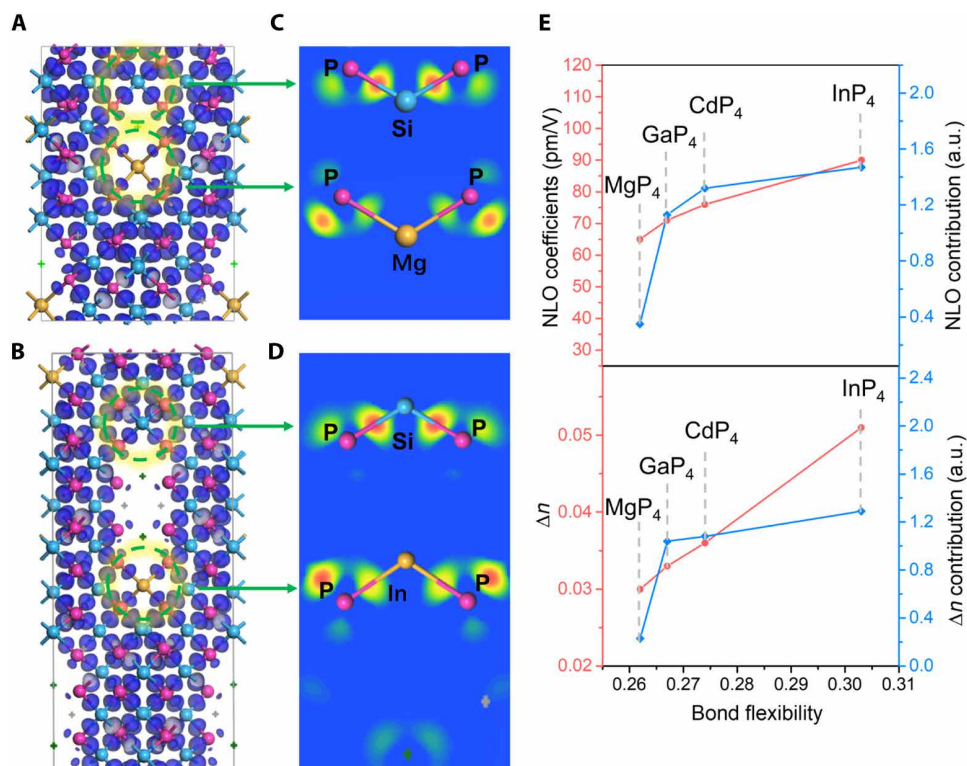 A
C
E
P
P
Si
P
P
Mg
B
D
P
P
Si
P
P
In
NLO coefficients (pm/V)
120
110
100
90
80
70
60
50
40
30
MgP₄
GaP₄
CdP₄
InP₄
2.0
1.6
1.2
0.8
0.4
NLO contribution (a.u.)
Δn
0.05
0.04
0.03
0.02
MgP₄
GaP₄
CdP₄
InP₄
2.4
2.0
1.6
1.2
0.8
0.4
0.0
Δn contribution (a.u.)
0.26 0.27 0.28 0.29 0.30 0.31
Bond flexibility